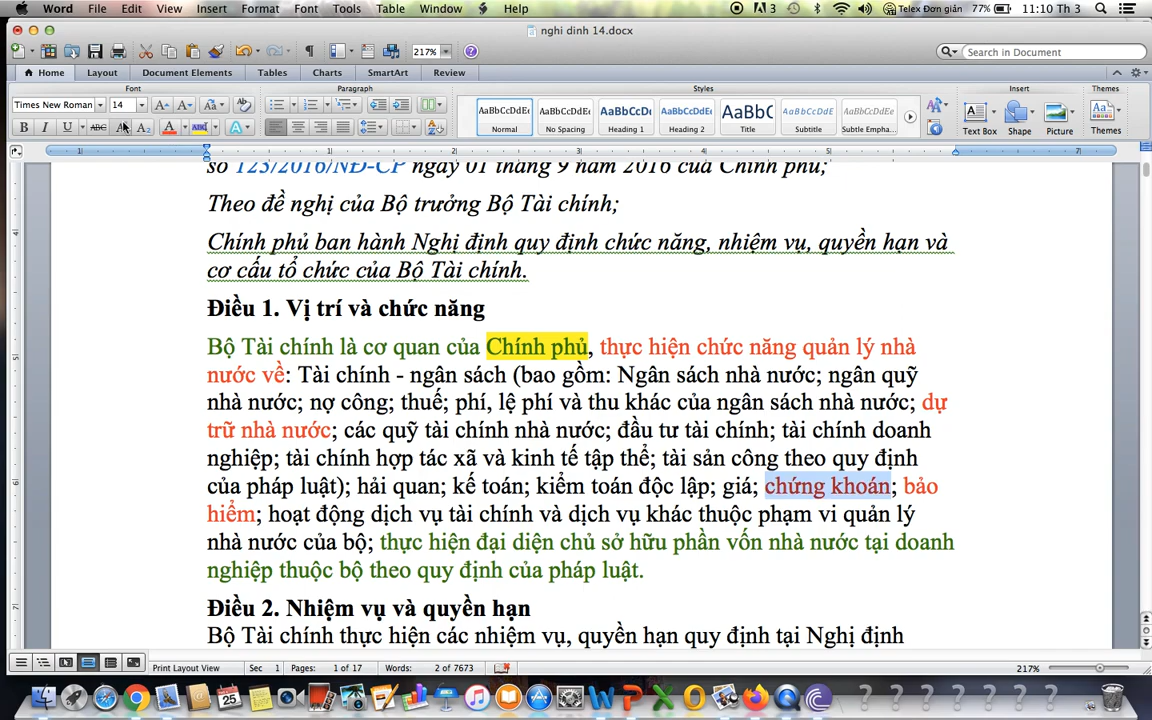 Word File Edit View Insert Format Font Tools Table Window Help 3 Telex Đơn giản 77% 11:10 Th 3
nghi dinh 14.docx
217% Search in Document
Home Layout Document Elements Tables Charts SmartArt Review
Font Paragraph Styles Insert Themes
Times New Roman 14
AaBbCcDdEe AaBbCcDdEe AaBbCcDc AaBbCcDdEe AaBbC AaBbCcDdEe AaBbCcDdEe
Normal No Spacing Heading 1 Heading 2 Title Subtitle Subtle Empha... Text Box Shape Picture Themes
số 123/2016/NĐ-CP ngày 01 tháng 9 năm 2016 của Chính phủ;
Theo đề nghị của Bộ trưởng Bộ Tài chính;
Chính phủ ban hành Nghị định quy định chức năng, nhiệm vụ, quyền hạn và
cơ cấu tổ chức của Bộ Tài chính.
Điều 1. Vị trí và chức năng
Bộ Tài chính là cơ quan của Chính phủ, thực hiện chức năng quản lý nhà
nước về: Tài chính - ngân sách (bao gồm: Ngân sách nhà nước; ngân quỹ
nhà nước; nợ công; thuế; phí, lệ phí và thu khác của ngân sách nhà nước; dự
trữ nhà nước; các quỹ tài chính nhà nước; đầu tư tài chính; tài chính doanh
nghiệp; tài chính hợp tác xã và kinh tế tập thể; tài sản công theo quy định
của pháp luật); hải quan; kế toán; kiểm toán độc lập; giá; chứng khoán; bảo
hiểm; hoạt động dịch vụ tài chính và dịch vụ khác thuộc phạm vi quản lý
nhà nước của bộ; thực hiện đại diện chủ sở hữu phần vốn nhà nước tại doanh
nghiệp thuộc bộ theo quy định của pháp luật.
Điều 2. Nhiệm vụ và quyền hạn
Bộ Tài chính thực hiện các nhiệm vụ, quyền hạn quy định tại Nghị định
Print Layout View Sec 1 Pages: 1 of 17 Words: 2 of 7673 217%